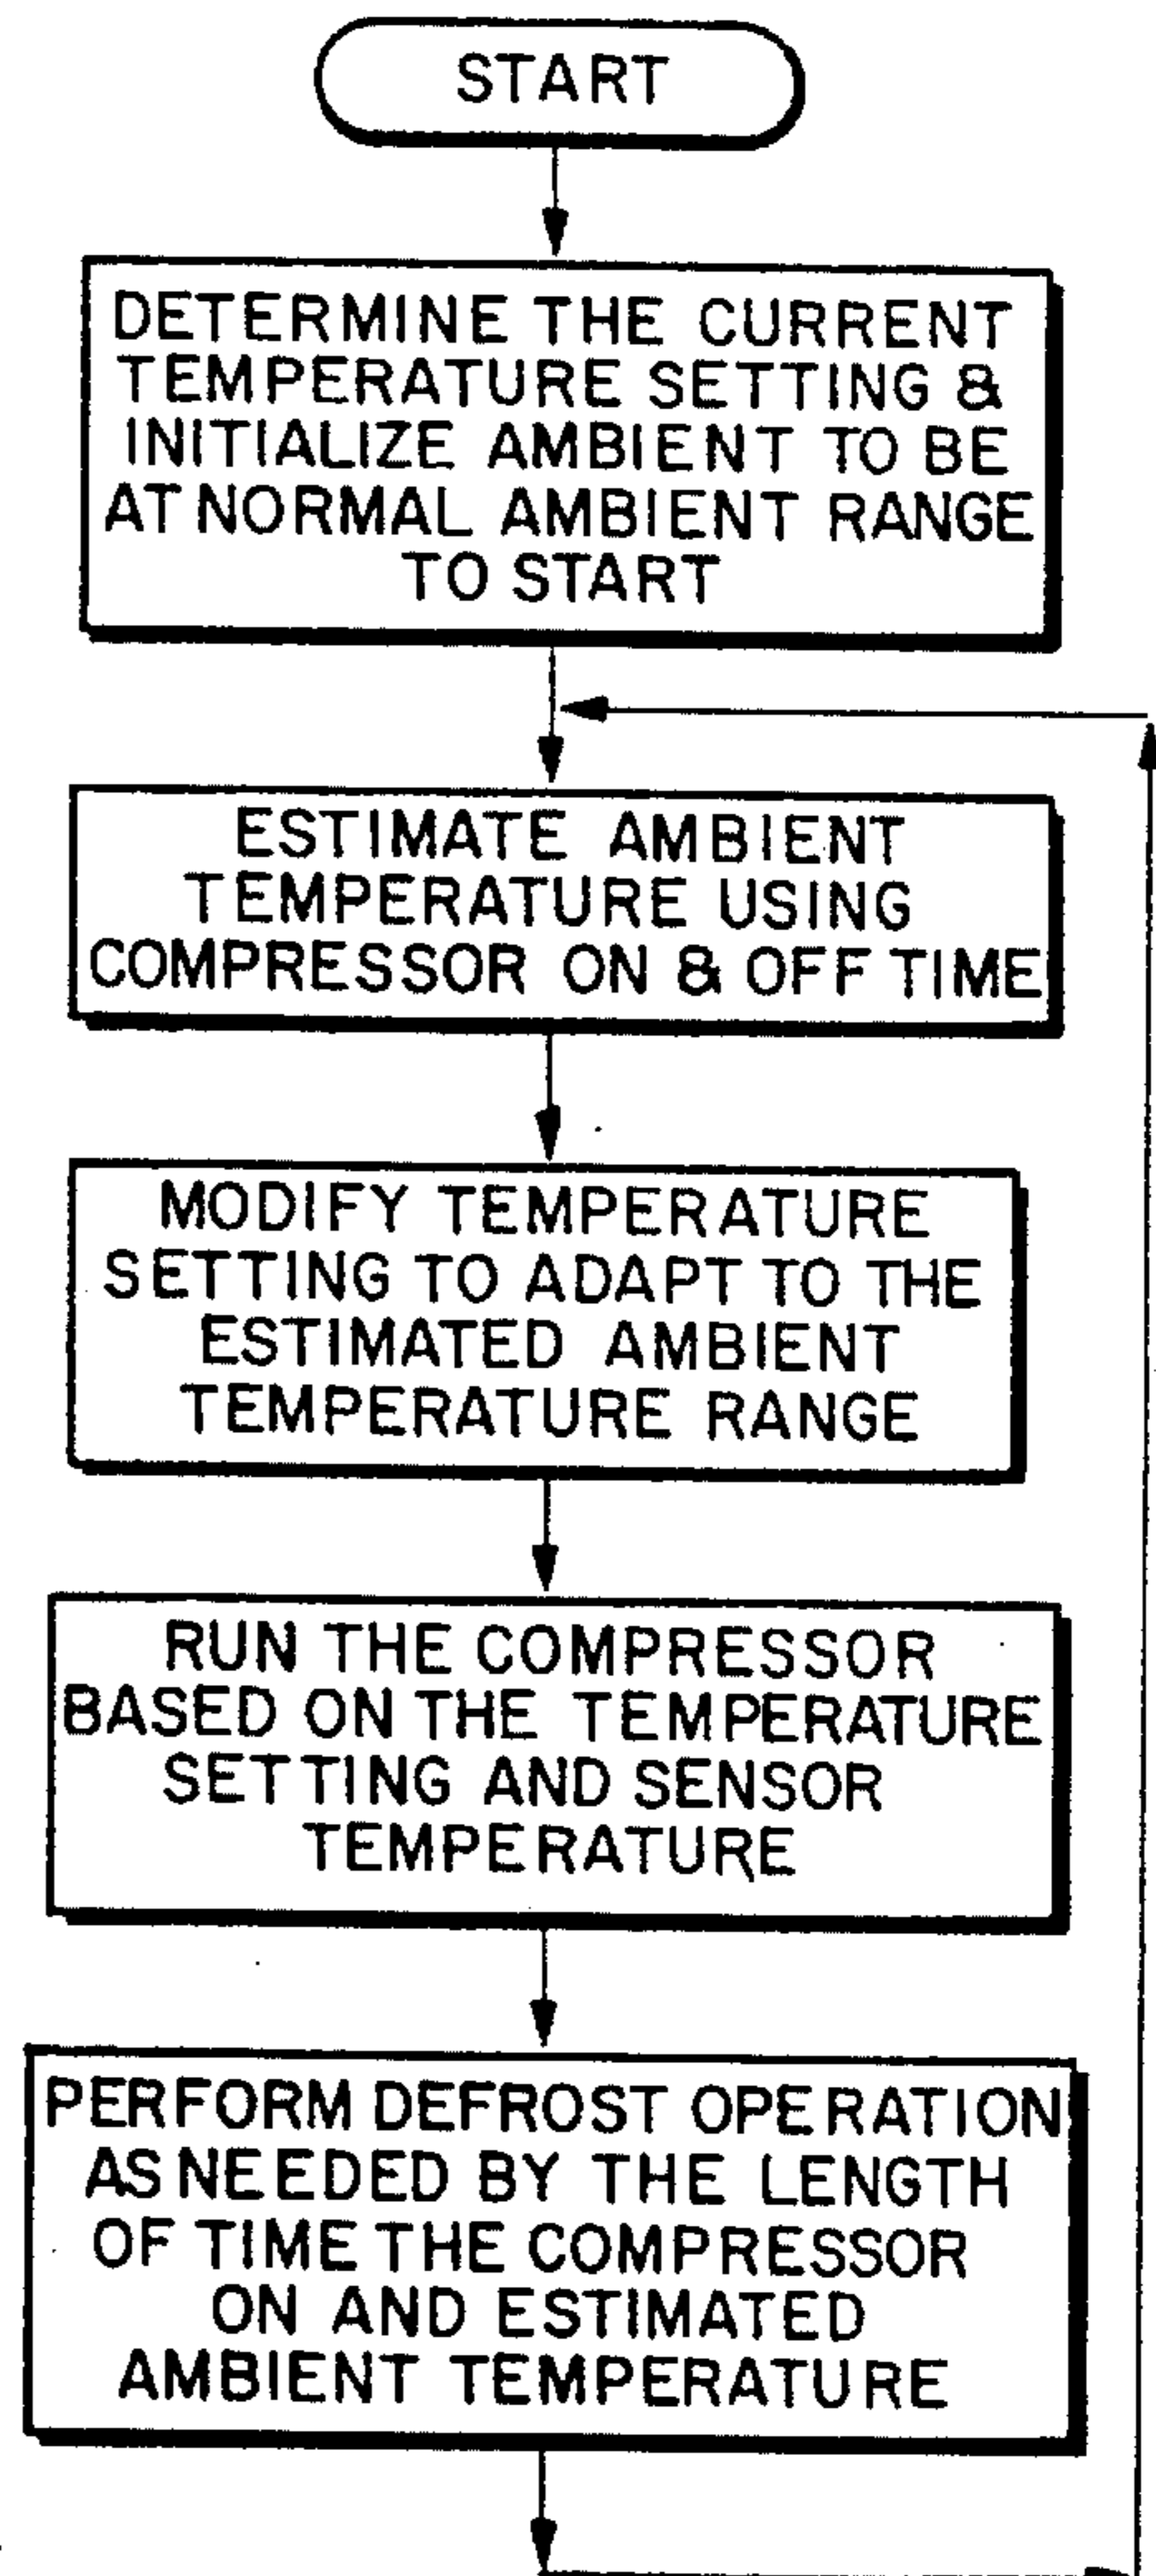 START
DETERMINE THE CURRENT
TEMPERATURE SETTING &
INITIALIZE AMBIENT TO BE
AT NORMAL AMBIENT RANGE
TO START
ESTIMATE AMBIENT
TEMPERATURE USING
COMPRESSOR ON & OFF TIME
MODIFY TEMPERATURE
SETTING TO ADAPT TO THE
ESTIMATED AMBIENT
TEMPERATURE RANGE
RUN THE COMPRESSOR
BASED ON THE TEMPERATURE
SETTING AND SENSOR
TEMPERATURE
PERFORM DEFROST OPERATION
AS NEEDED BY THE LENGTH
OF TIME THE COMPRESSOR
ON AND ESTIMATED
AMBIENT TEMPERATURE